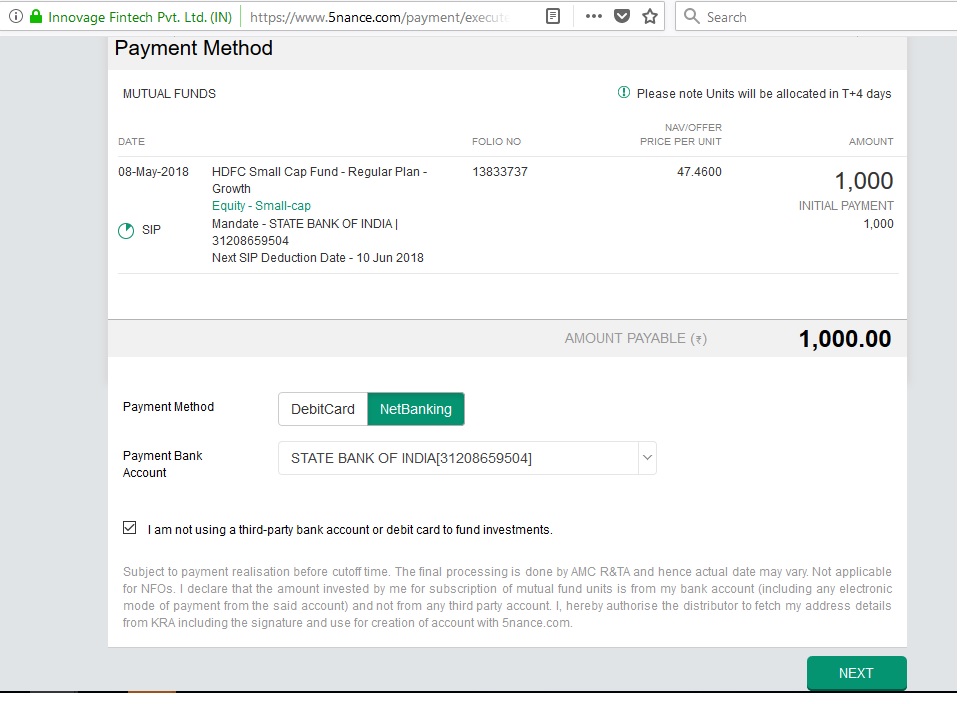 Innovage Fintech Pvt. Ltd. (IN) https://www.5nance.com/payment/execut Search
Payment Method
MUTUAL FUNDS
Please note Units will be allocated in T+4 days
DATE FOLIO NO NAV/OFFER PRICE PER UNIT AMOUNT
08-May-2018 HDFC Small Cap Fund - Regular Plan - 13833737 47.4600 1,000
Growth
Equity - Small-cap INITIAL PAYMENT
Mandate - STATE BANK OF INDIA | 1,000
SIP
31208659504
Next SIP Deduction Date - 10 Jun 2018
AMOUNT PAYABLE (₹) 1,000.00
Payment Method DebitCard NetBanking
Payment Bank
Account
STATE BANK OF INDIA[31208659504]
I am not using a third-party bank account or debit card to fund investments.
Subject to payment realisation before cutoff time. The final processing is done by AMC R&TA and hence actual date may vary. Not applicable
for NFOs. I declare that the amount invested by me for subscription of mutual fund units is from my bank account (including any electronic
mode of payment from the said account) and not from any third party account. I, hereby authorise the distributor to fetch my address details
from KRA including the signature and use for creation of account with 5nance.com.
NEXT